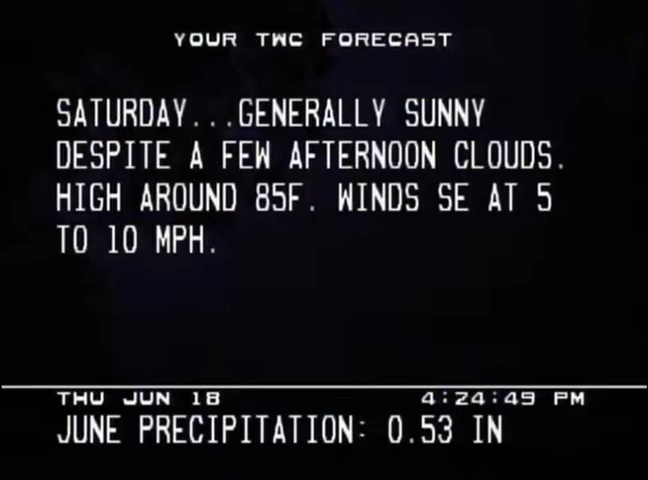 YOUR TWC FORECAST
SATURDAY...GENERALLY SUNNY
DESPITE A FEW AFTERNOON CLOUDS.
HIGH AROUND 85F. WINDS SE AT 5
TO 10 MPH.
THU JUN 18 4:24:49 PM
JUNE PRECIPITATION: 0.53 IN